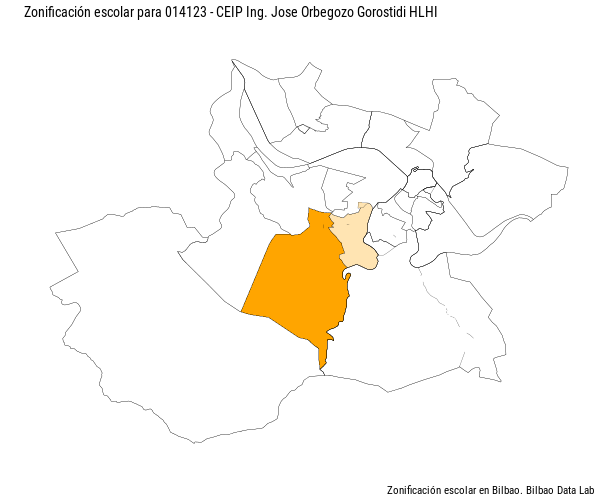 Zonificación escolar para 014123 - CEIP Ing. Jose Orbegozo Gorostidi HLHI
Zonificación escolar en Bilbao. Bilbao Data Lab